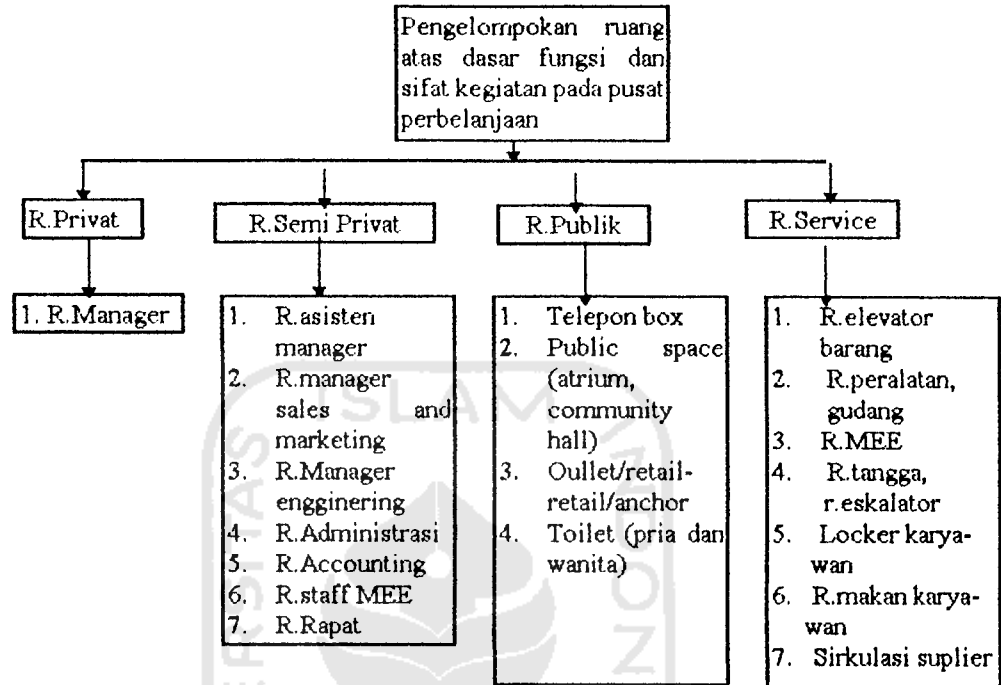 Pengelompokan ruang
atas dasar fungsi dan
sifat kegiatan pada pusat
perbelanjaan
R.Privat
R.Semi Privat
R.Publik
R.Service
1. R.Manager
1. R.asisten
manager
2. R.manager
sales and
marketing
3. R.Manager
engginering
4. R.Administrasi
5. R.Accounting
6. R.staff MEE
7. R.Rapat
1. Telepon box
2. Public space
(atrium,
community
hall)
3. Oullet/retail-
retail/anchor
4. Toilet (pria dan
wanita)
1. R.elevator
barang
2. R.peralatan,
gudang
3. R.MEE
4. R.tangga,
r.eskalator
5. Locker karya-
wan
6. R.makan karya-
wan
7. Sirkulasi suplier
ISLAM